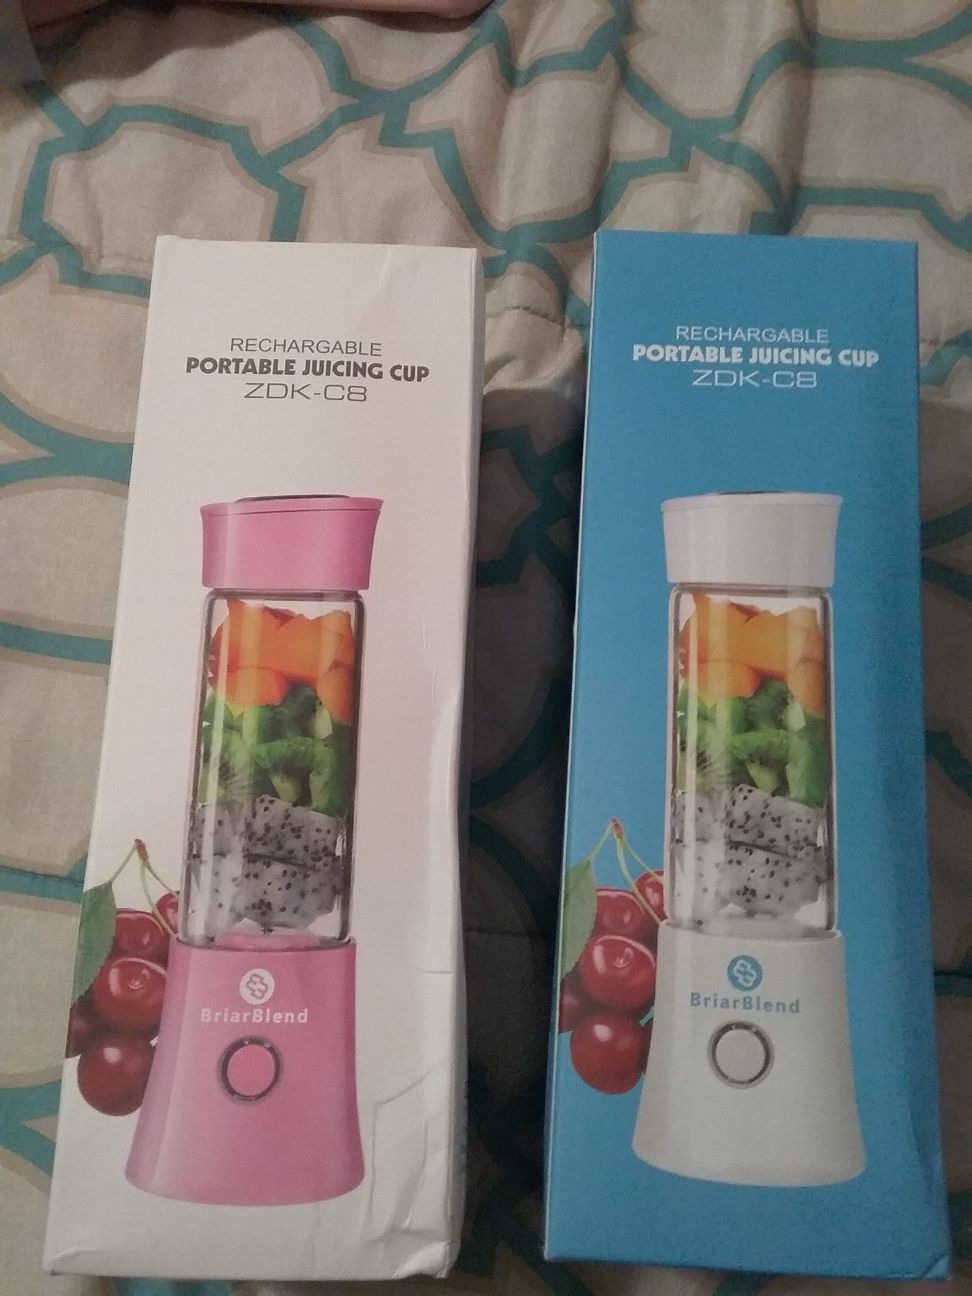 RECHARGABLE
PORTABLE JUICING CUP
ZDK-C8
BriarBlend
RECHARGABLE
PORTABLE JUICING CUP
ZDK-C8
BriarBlend